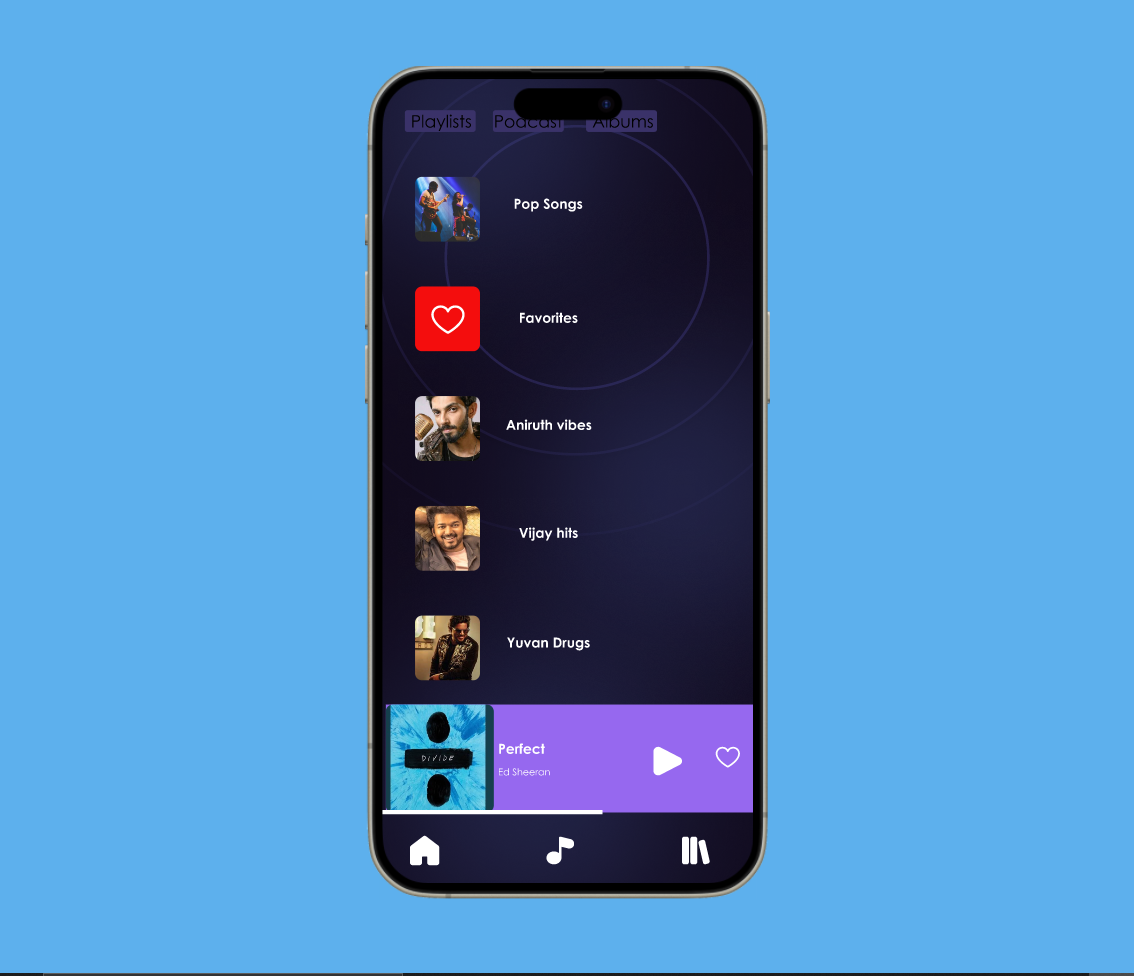 Playlists Podcast Albums
Pop Songs
Favorites
Aniruth vibes
Vijay hits
Yuvan Drugs
DIVIDE
Perfect
Ed Sheeran